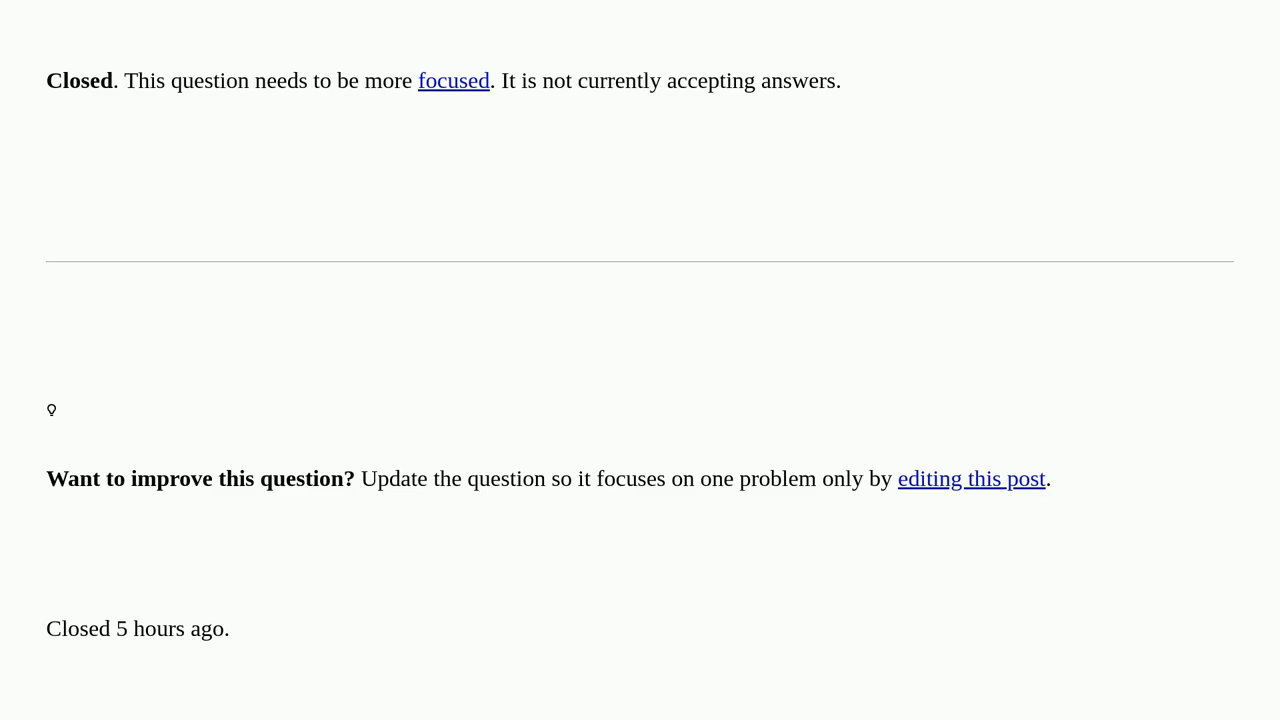 Closed. This question needs to be more focused. It is not currently accepting answers.
Want to improve this question? Update the question so it focuses on one problem only by editing this post.
Closed 5 hours ago.